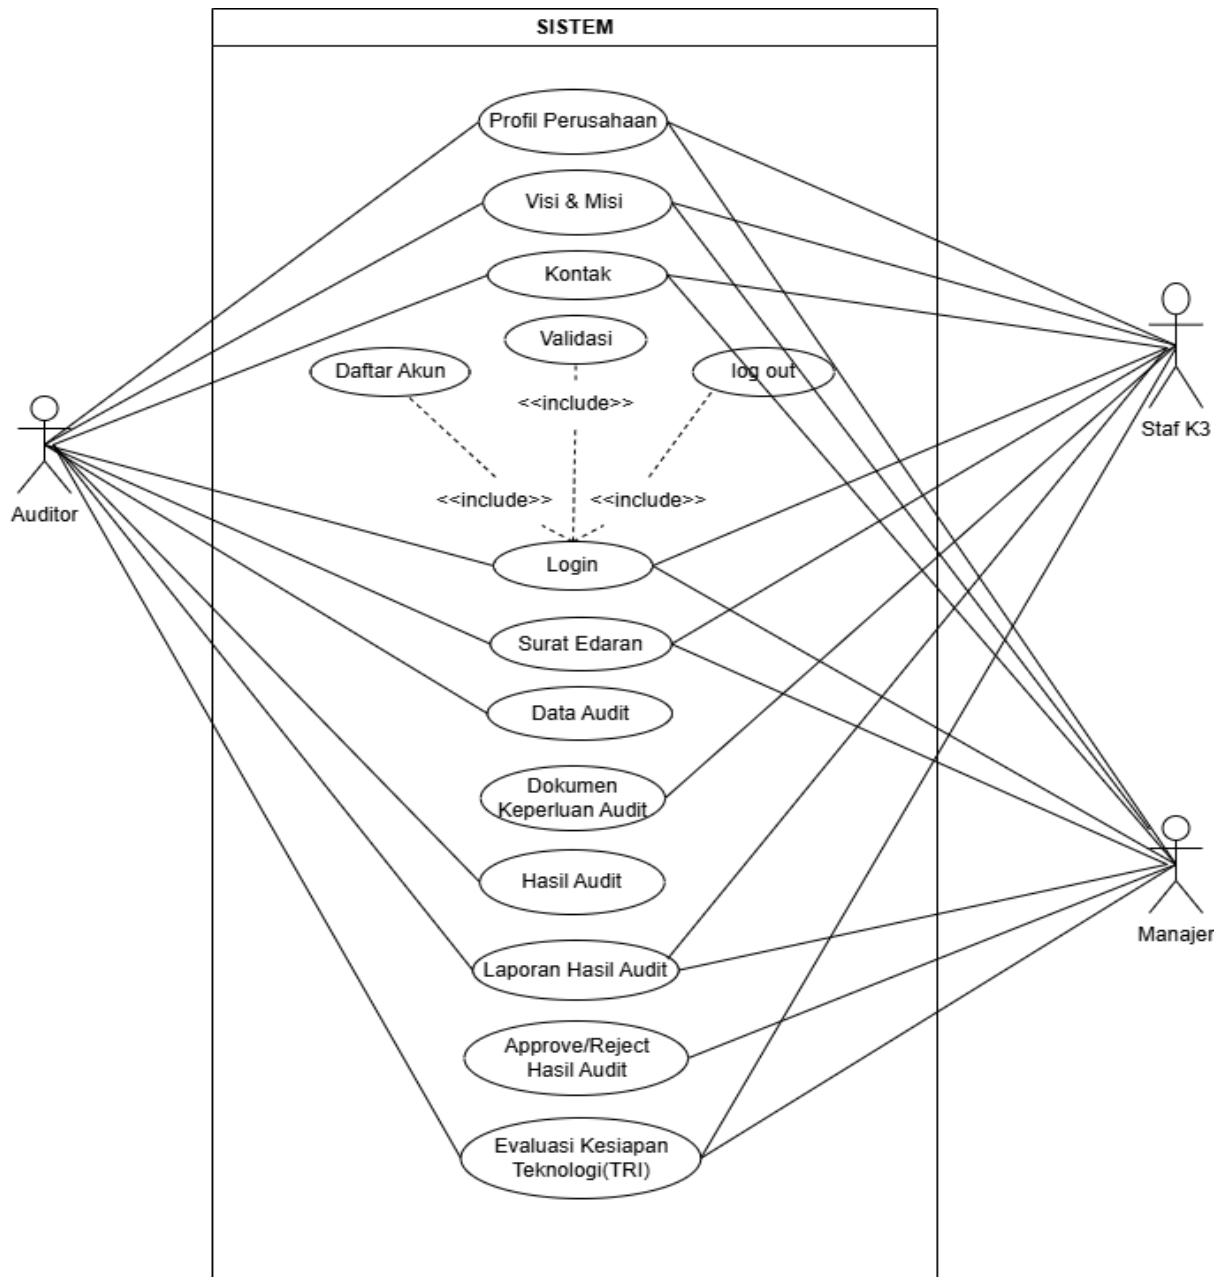 SISTEM
Profil Perusahaan
Visi & Misi
Kontak
Validasi
Daftar Akun
log out
<<include>>
Staf K3
Auditor
<<include>>
<<include>>
Login
Surat Edaran
Data Audit
Dokumen
Keperluan Audit
Hasil Audit
Manajer
Laporan Hasil Audit
Approve/Reject
Hasil Audit
Evaluasi Kesiapan
Teknologi(TRI)